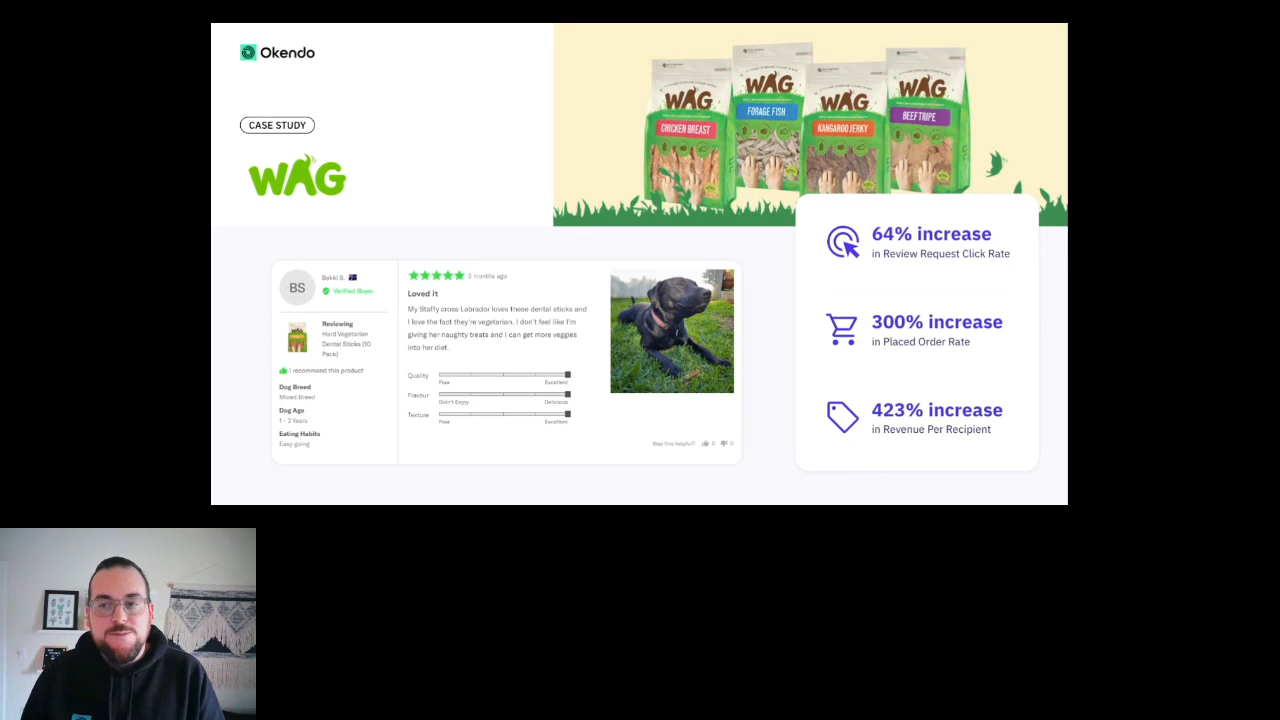 Okendo
CASE STUDY
WAG
WAG
CHICKEN BREAST
WAG
FORAGE FISH
WAG
KANGAROO JERKY
WAG
BEEF TRIPE
64% increase
in Review Request Click Rate
300% increase
in Placed Order Rate
423% increase
in Revenue Per Recipient
BS
Bakki S.
Verified Buyer
Reviewing
Hard Vegetarian
Dental Sticks (10
Pack)
I recommend this product
Dog Breed
Mixed Breed
Dog Age
1 - 3 Years
Eating Habits
Easy going
3 months ago
Loved it
My Staffy cross Labrador loves these dental sticks and
I love the fact they're vegetarian. I don't feel like I'm
giving her naughty treats and I can get more veggies
into her diet.
Quality
Poor Excellent
Flavour
Didn't Enjoy Delicious
Texture
Poor Excellent
Was this helpful? 0 0